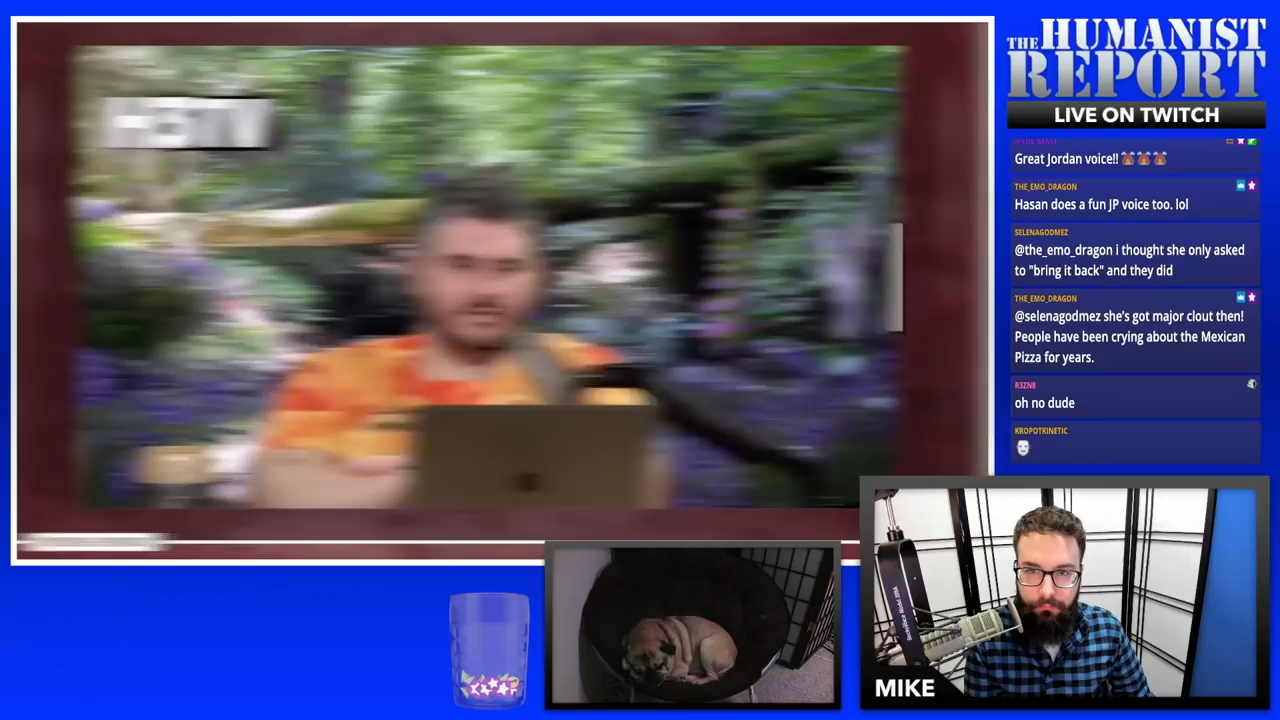 THE HUMANIST
REPORT
LIVE ON TWITCH
Great Jordan voice!!
THE_EMO_DRAGON
Hasan does a fun JP voice too. lol
SELENAGODMEZ
@the_emo_dragon i thought she only asked
to "bring it back" and they did
THE_EMO_DRAGON
@selenagodmez she's got major clout then!
People have been crying about the Mexican
Pizza for years.
R3ZN8
oh no dude
KROPOTKINETIC
MIKE